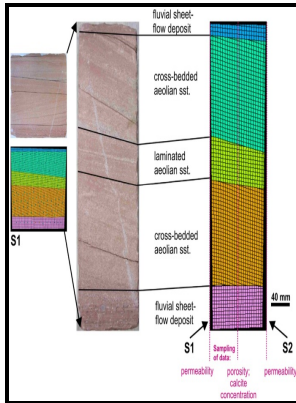 fluvial sheet-
flow deposit
cross-bedded
aeolian sst.
laminated
aeolian sst.
cross-bedded
aeolian sst.
fluvial sheet-
flow deposit
S1
40 mm
S1
S2
Sampling
of data:
permeability
porosity;
calcite
concentration
permeability